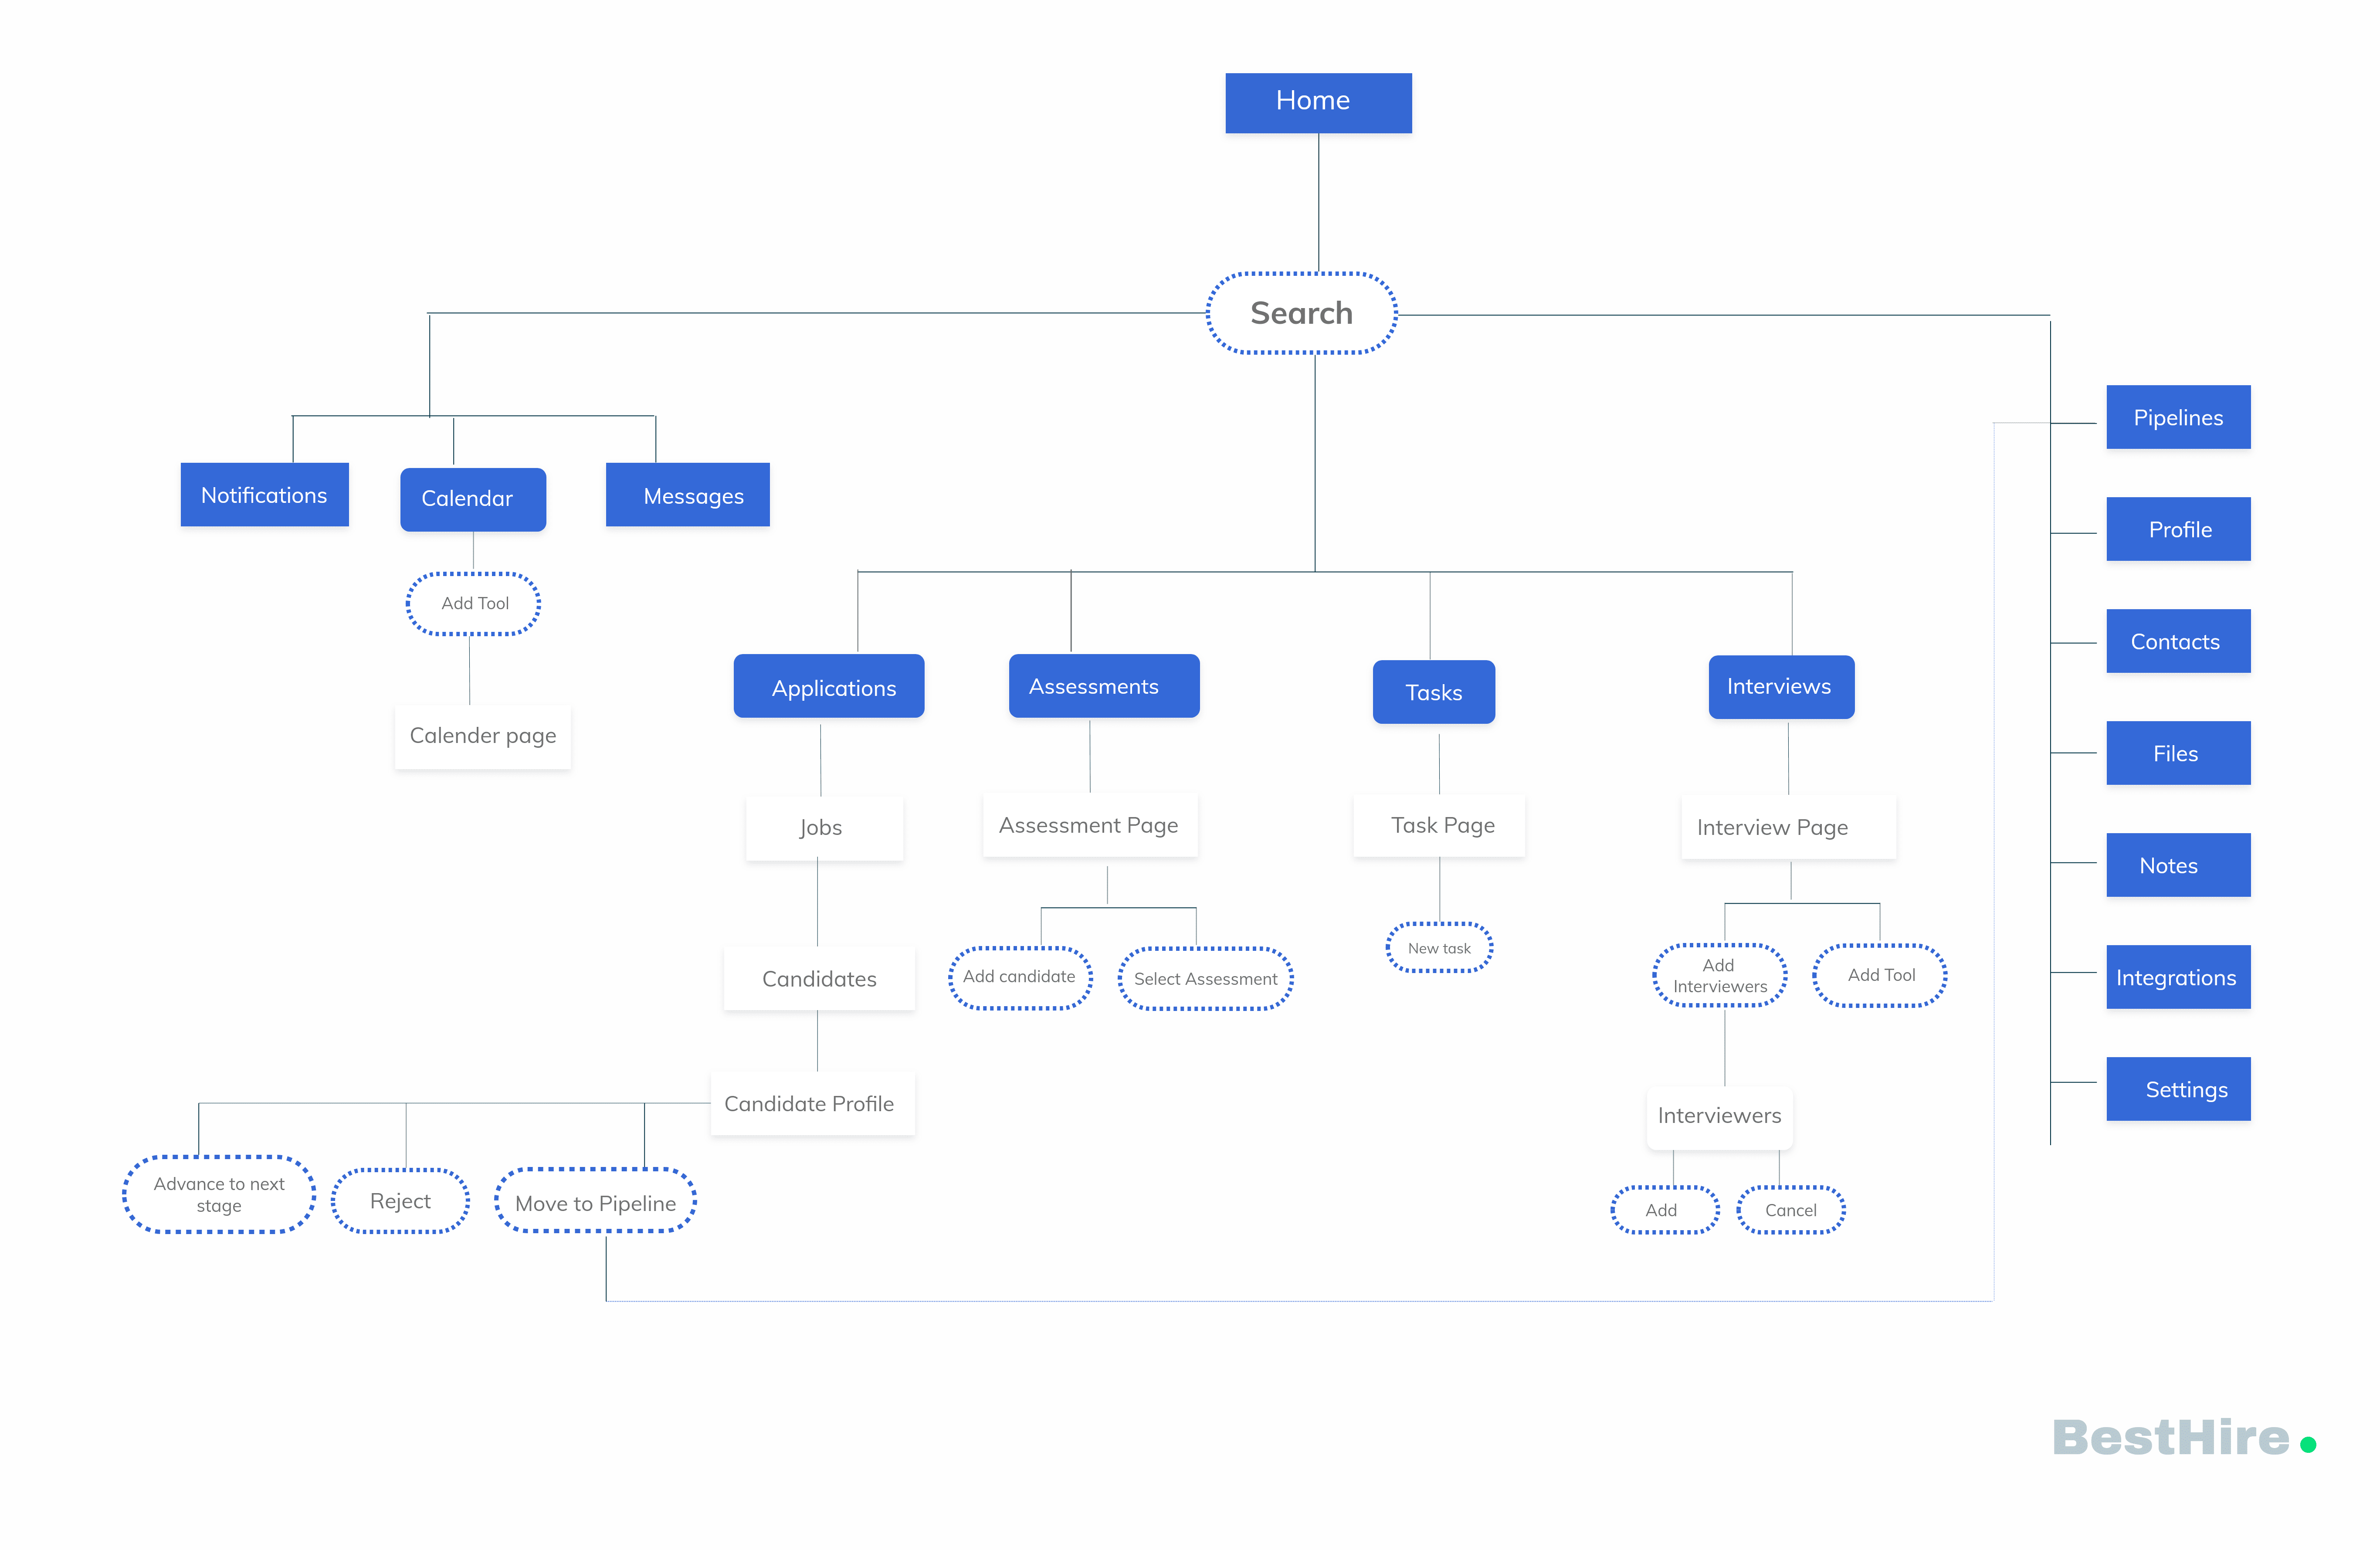 Home
Search
Pipelines
Notifications
Calendar
Messages
Profile
Add Tool
Contacts
Calender page
Applications
Assessments
Tasks
Interviews
Files
Jobs
Assessment Page
Task Page
Interview Page
Notes
Candidates
Add candidate
Select Assessment
New task
Add
Interviewers
Add Tool
Integrations
Candidate Profile
Interviewers
Settings
Advance to next
stage
Reject
Move to Pipeline
Add
Cancel
BestHire